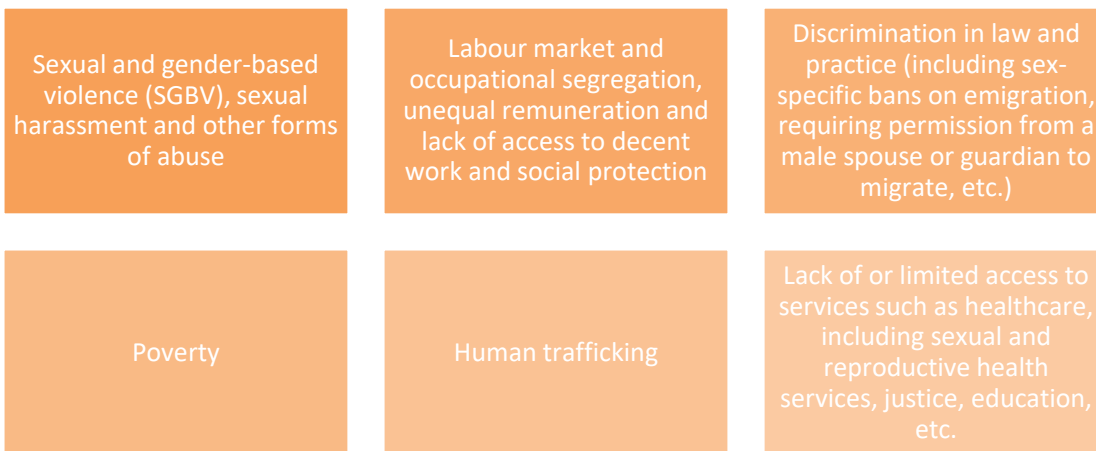 Sexual and gender-based
violence (SGBV), sexual
harassment and other forms
of abuse
Labour market and
occupational segregation,
unequal remuneration and
lack of access to decent
work and social protection
Discrimination in law and
practice (including sex-
specific bans on emigration,
requiring permission from a
male spouse or guardian to
migrate, etc.)
Poverty
Human trafficking
Lack of or limited access to
services such as healthcare,
including sexual and
reproductive health
services, justice, education,
etc.